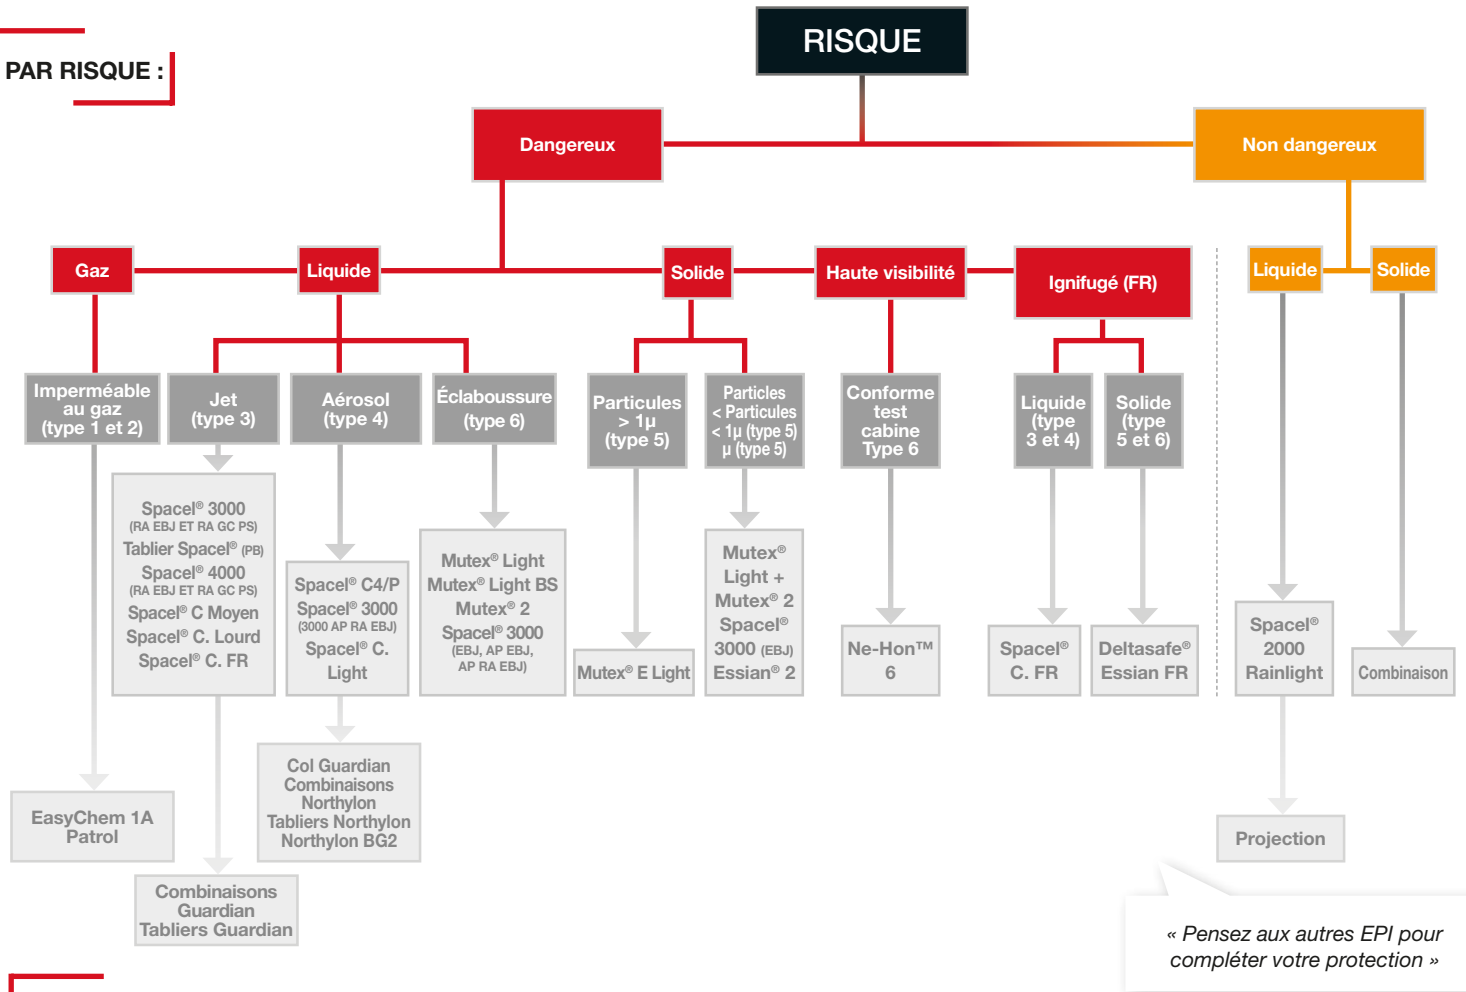 PAR RISQUE :
RISQUE
Dangereux
Non dangereux
Gaz
Liquide
Solide
Haute visibilité
Ignifugé (FR)
Liquide
Solide
Imperméable
au gaz
(type 1 et 2)
Jet
(type 3)
Aérosol
(type 4)
Éclaboussure
(type 6)
Particules
> 1µ
(type 5)
Particles
< Particules
< 1µ (type 5)
µ (type 5)
Conforme
test
cabine
Type 6
Liquide
(type
3 et 4)
Solide
(type
5 et 6)
Spacel® 3000
(RA EBJ ET RA GC PS)
Tablier Spacel® (PB)
Spacel® 4000
(RA EBJ ET RA GC PS)
Spacel® C Moyen
Spacel® C. Lourd
Spacel® C. FR
Spacel® C4/P
Spacel® 3000
(3000 AP RA EBJ)
Spacel® C.
Light
Mutex® Light
Mutex® Light BS
Mutex® 2
Spacel® 3000
(EBJ, AP EBJ,
AP RA EBJ)
Mutex® E Light
Mutex®
Light +
Mutex® 2
Spacel®
3000 (EBJ)
Essian® 2
Ne-Hon™
6
Spacel®
C. FR
Deltasafe®
Essian FR
Spacel®
2000
Rainlight
Combinaison
EasyChem 1A
Patrol
Col Guardian
Combinaisons
Northylon
Tabliers Northylon
Northylon BG2
Combinaisons
Guardian
Tabliers Guardian
Projection
« Pensez aux autres EPI pour
compléter votre protection »